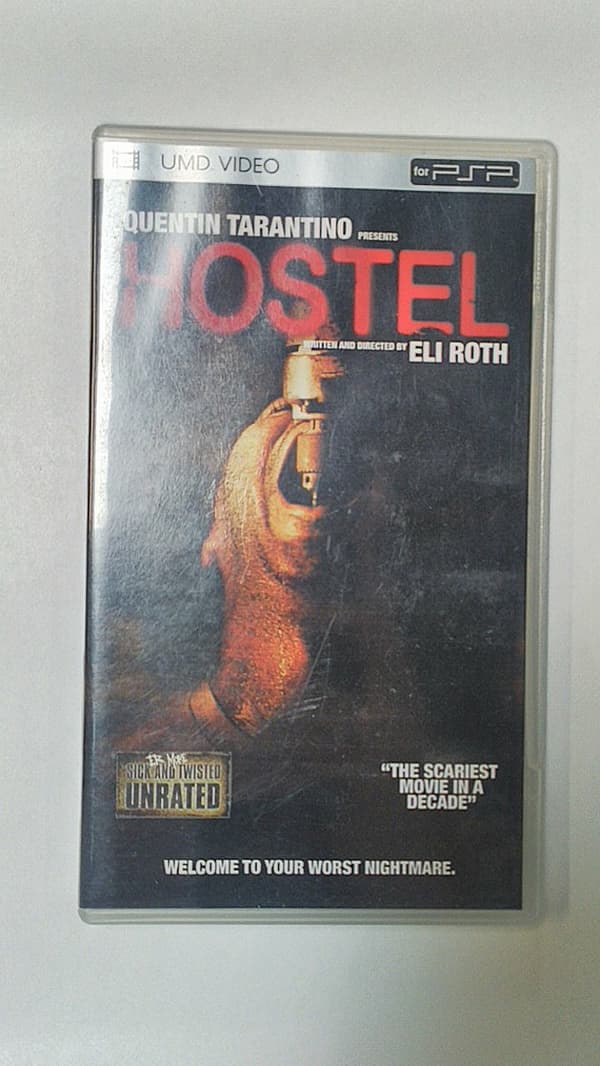 UMD VIDEO
for PSP
QUENTIN TARANTINO PRESENTS
HOSTEL
WRITTEN AND DIRECTED BY ELI ROTH
EVEN MORE
SICK AND TWISTED
UNRATED
"THE SCARIEST
MOVIE IN A
DECADE"
WELCOME TO YOUR WORST NIGHTMARE.